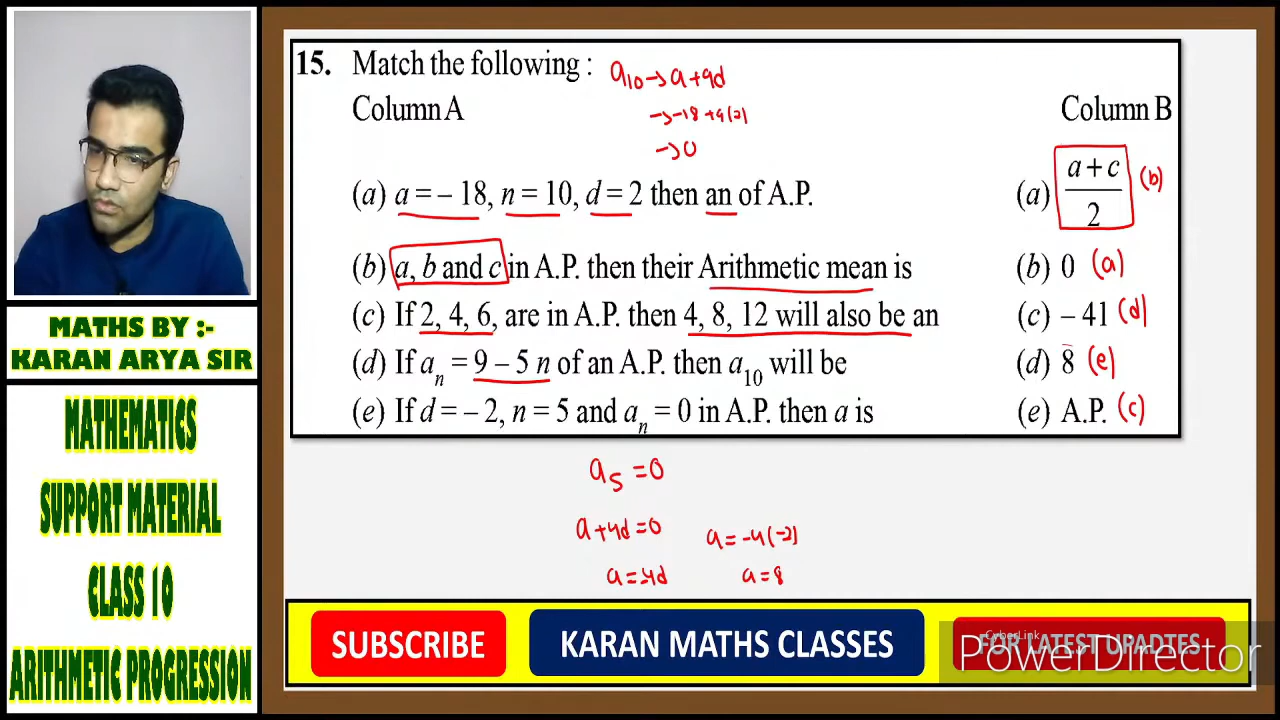 15. Match the following :
a10 → a + 9d
Column A
Column B
→ -18 + 9(2)
→ 0
(a) a = – 18, n = 10, d = 2 then an of A.P.
(a) a + c / 2 (b)
(b) a, b and c in A.P. then their Arithmetic mean is
(b) 0 (a)
(c) If 2, 4, 6, are in A.P. then 4, 8, 12 will also be an
(c) – 41 (d)
(d) If an = 9 – 5 n of an A.P. then a10 will be
(d) 8 (e)
(e) If d = – 2, n = 5 and an = 0 in A.P. then a is
(e) A.P. (c)
a5 = 0
a + 4d = 0
a = -4d
a = -4(-2)
a = 8
MATHS BY :-
KARAN ARYA SIR
MATHEMATICS
SUPPORT MATERIAL
CLASS 10
ARITHMETIC PROGRESSION
SUBSCRIBE
KARAN MATHS CLASSES
FOR LATEST UPADTES
CyberLink
PowerDirector